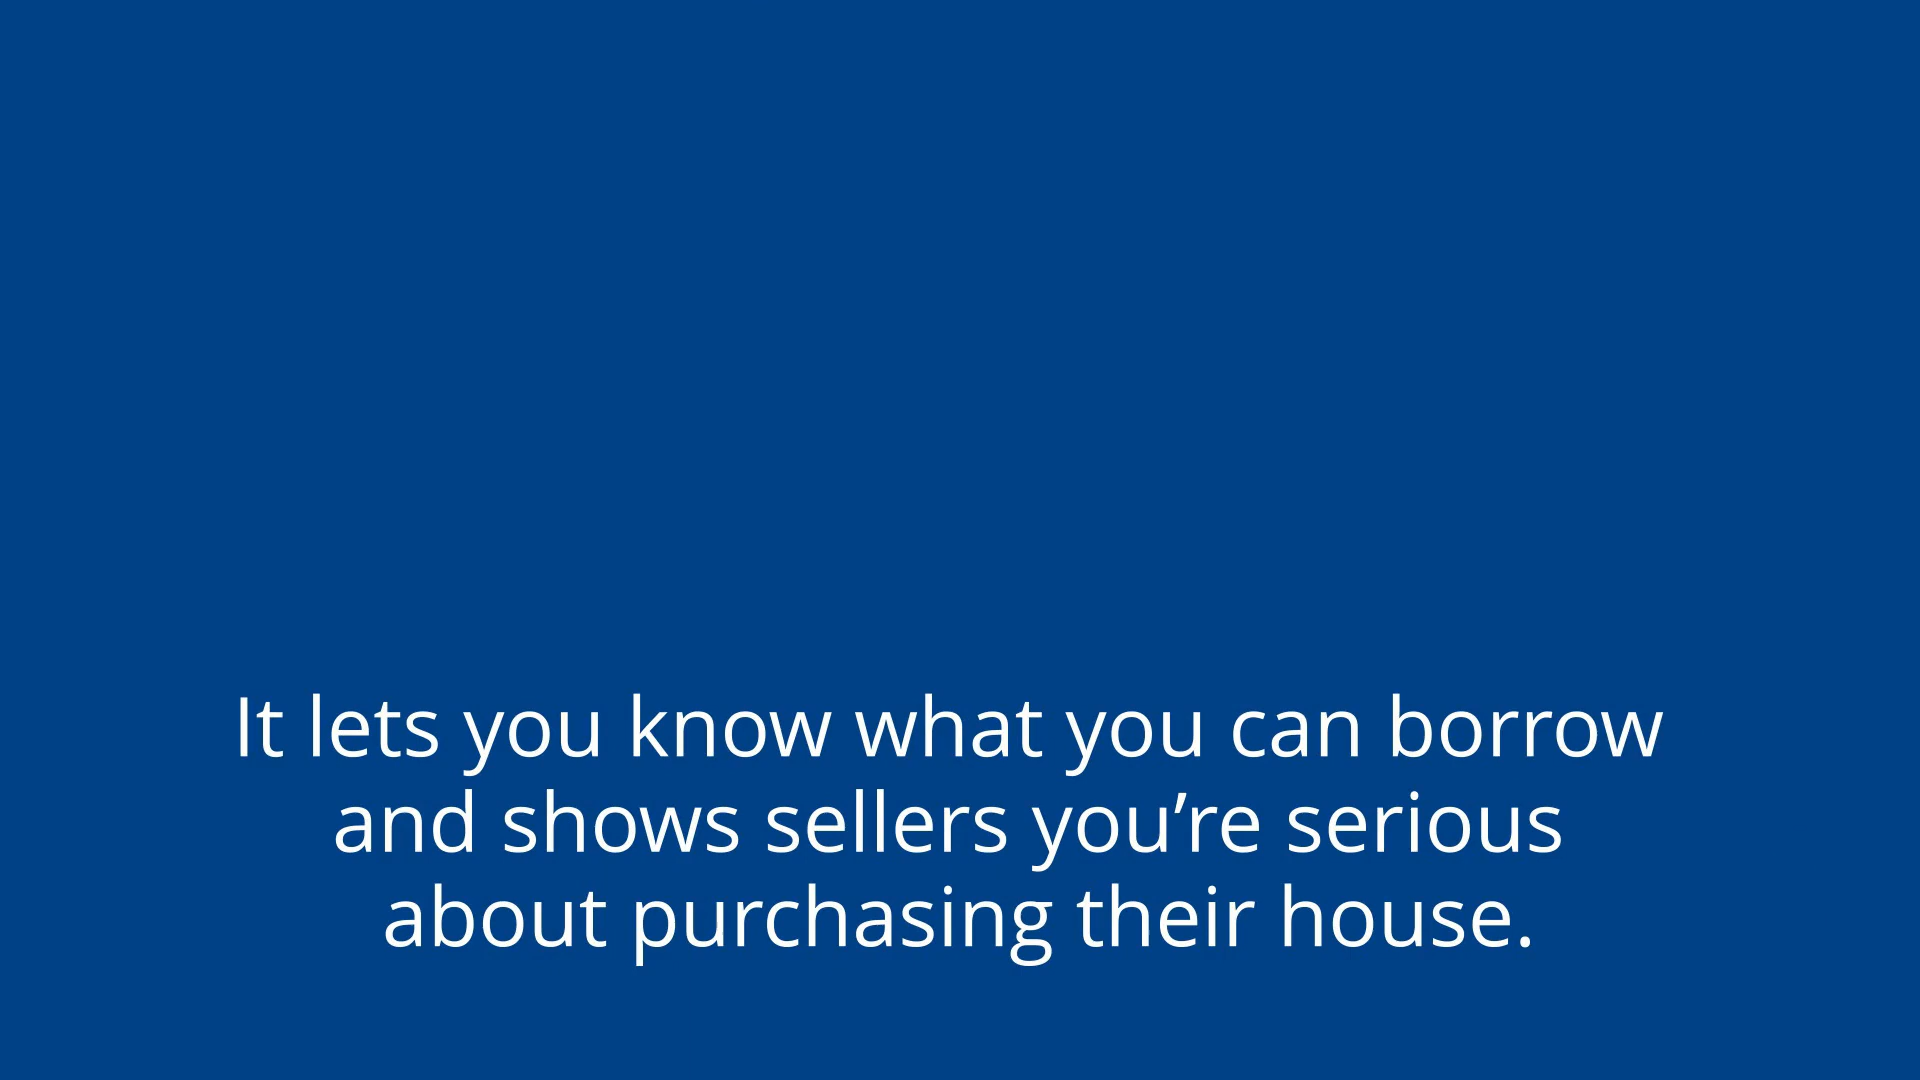 It lets you know what you can borrow
and shows sellers you’re serious
about purchasing their house.